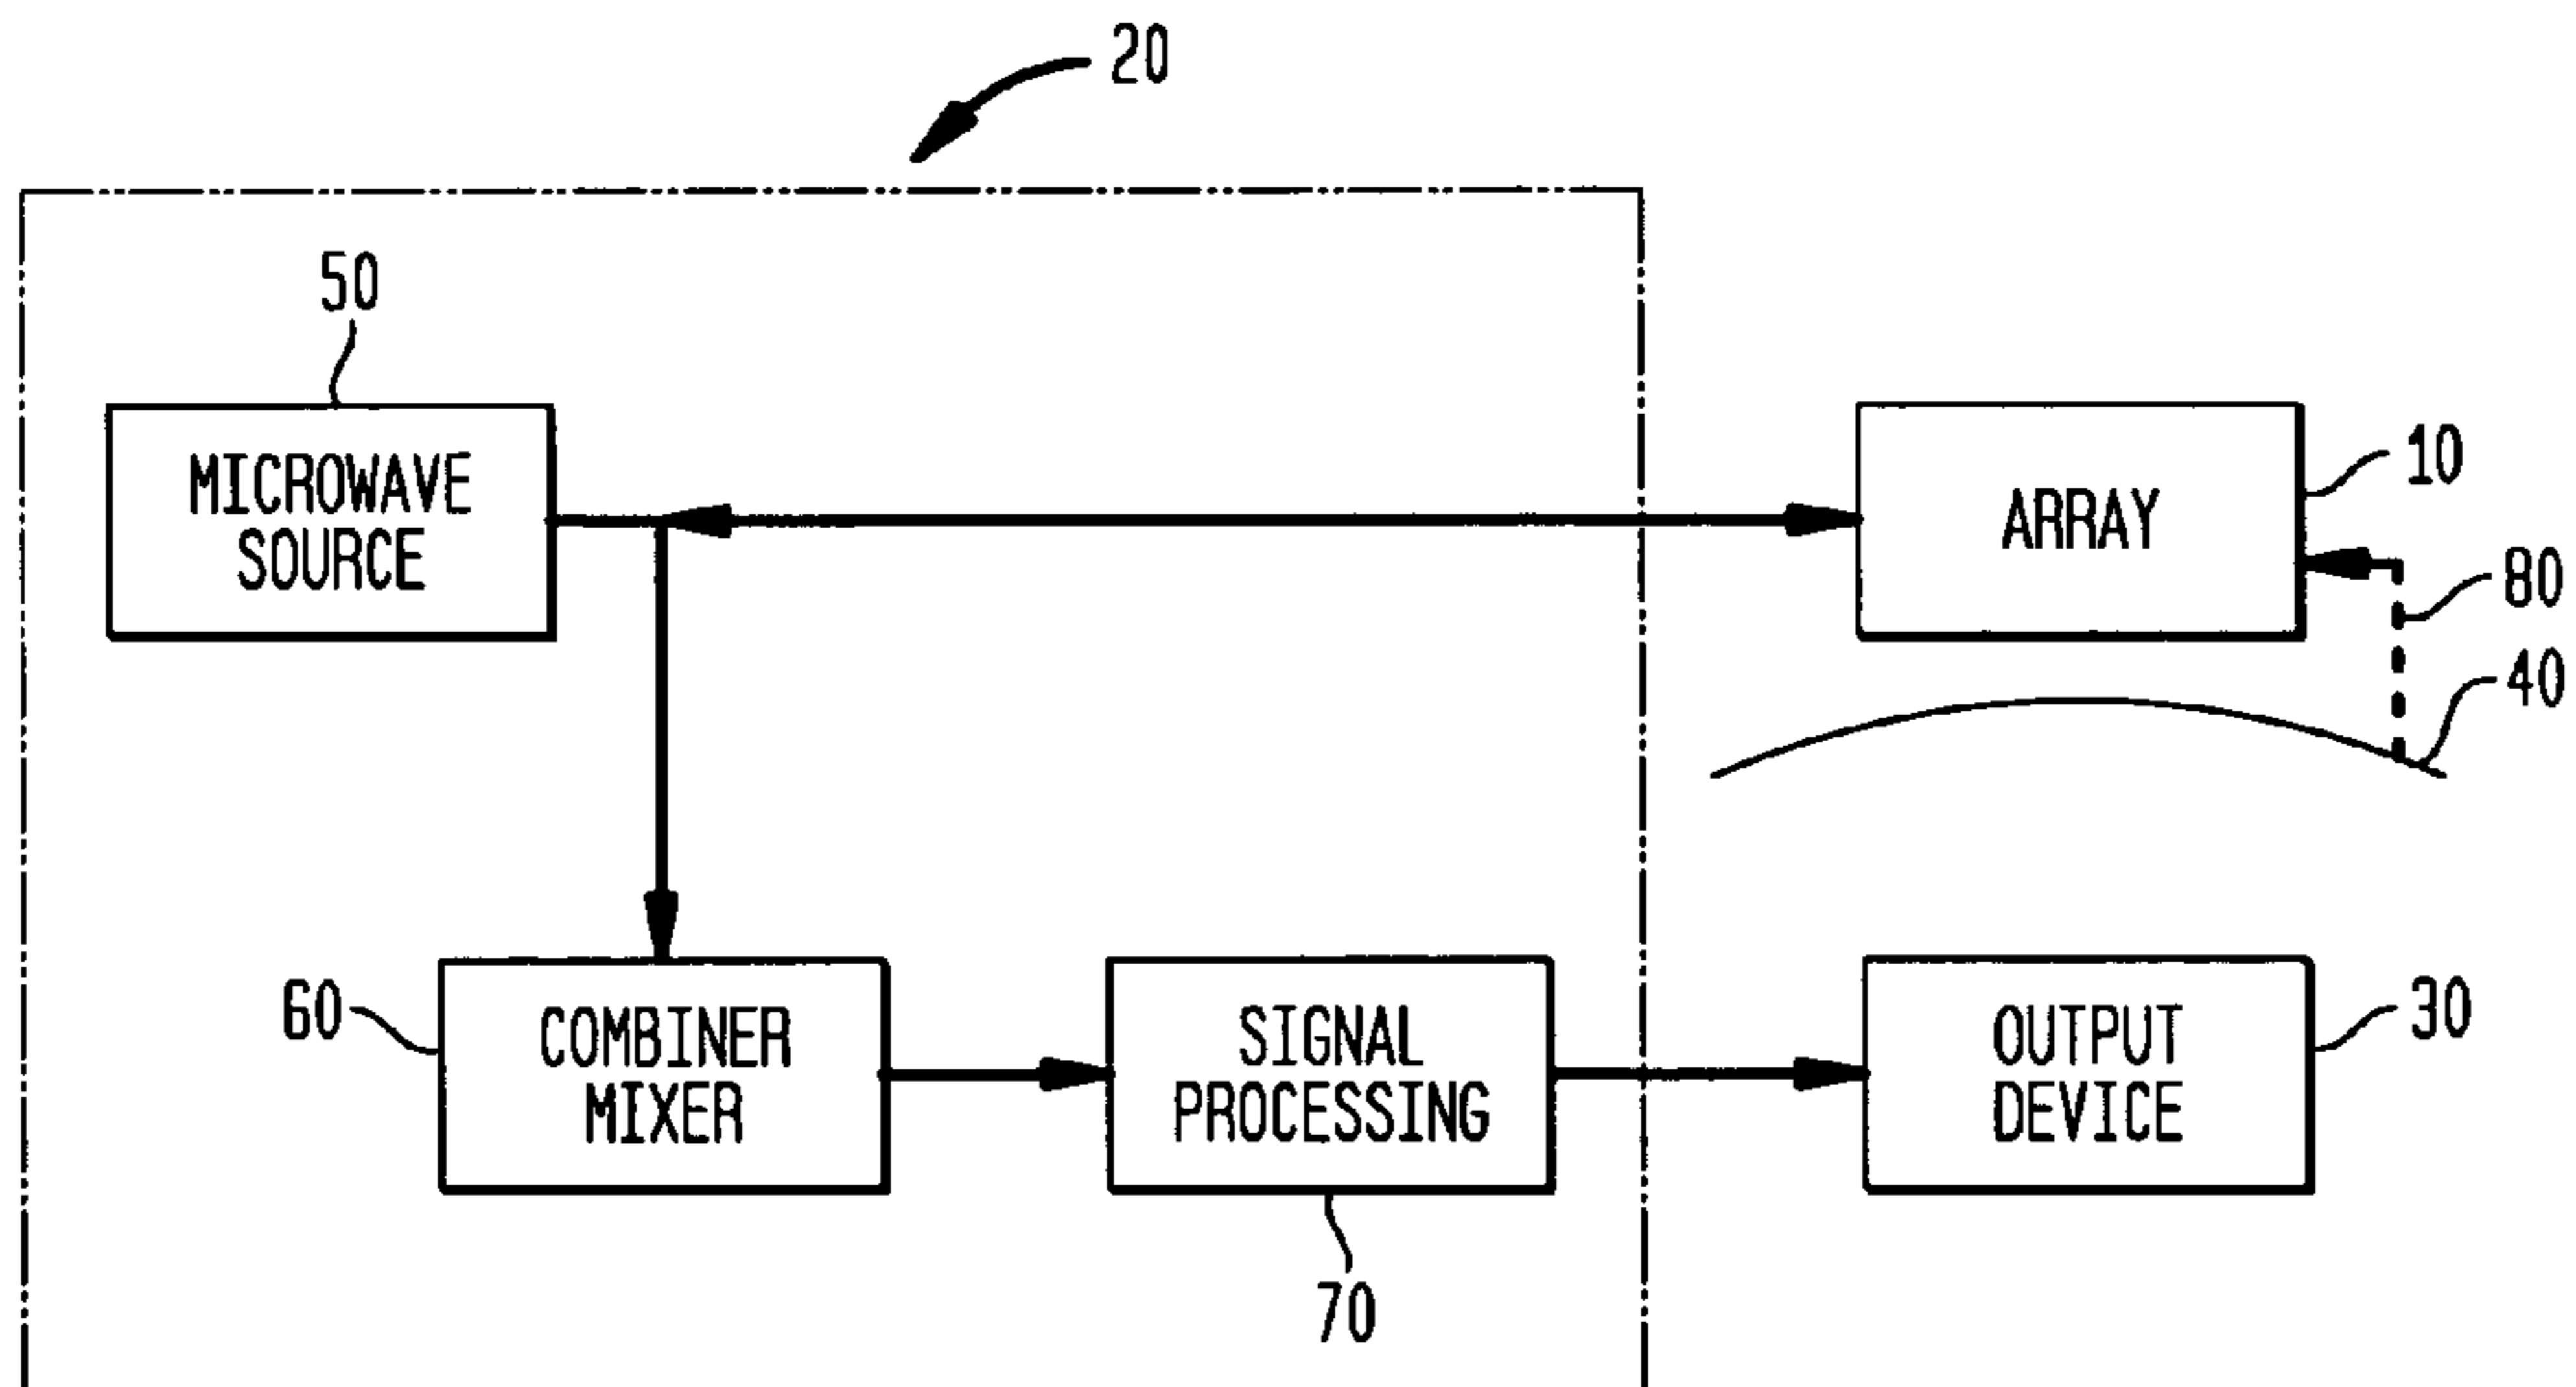 20
50
MICROWAVE
SOURCE
ARRAY
10
80
40
60
COMBINER
MIXER
SIGNAL
PROCESSING
70
OUTPUT
DEVICE
30